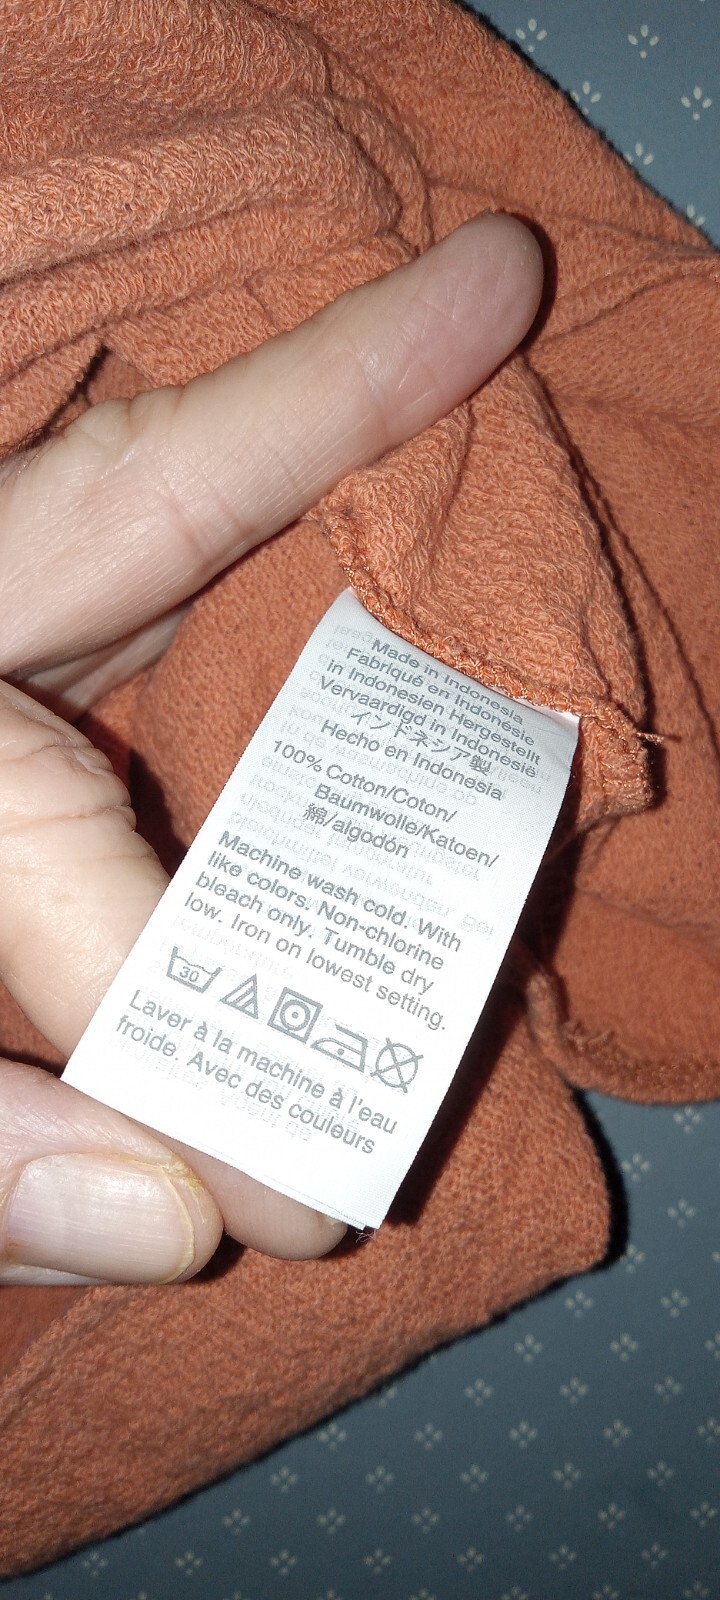 Made in Indonesia
Fabriqué en Indonésie
In Indonesien Hergestellt
Vervaardigd in Indonesië
インドネシア製
Hecho en Indonesia
100% Cotton/Coton/
Baumwolle/Katoen/
綿/algodón
Machine wash cold. With
like colors. Non-chlorine
bleach only. Tumble dry
low. Iron on lowest setting.
30
Laver à la machine à l'eau
froide. Avec des couleurs